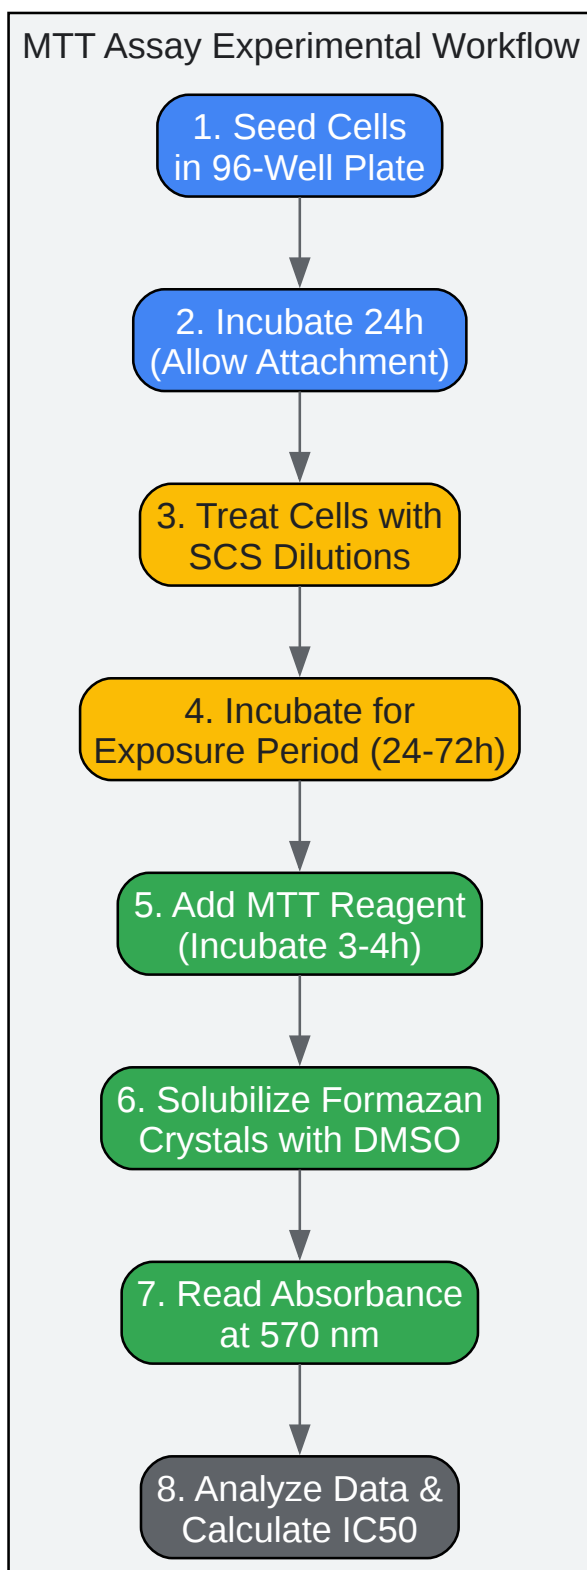 MTT Assay Experimental Workflow
1. Seed Cells
in 96-Well Plate
2. Incubate 24h
(Allow Attachment)
3. Treat Cells with
SCS Dilutions
4. Incubate for
Exposure Period (24-72h)
5. Add MTT Reagent
(Incubate 3-4h)
6. Solubilize Formazan
Crystals with DMSO
7. Read Absorbance
at 570 nm
8. Analyze Data &
Calculate IC50